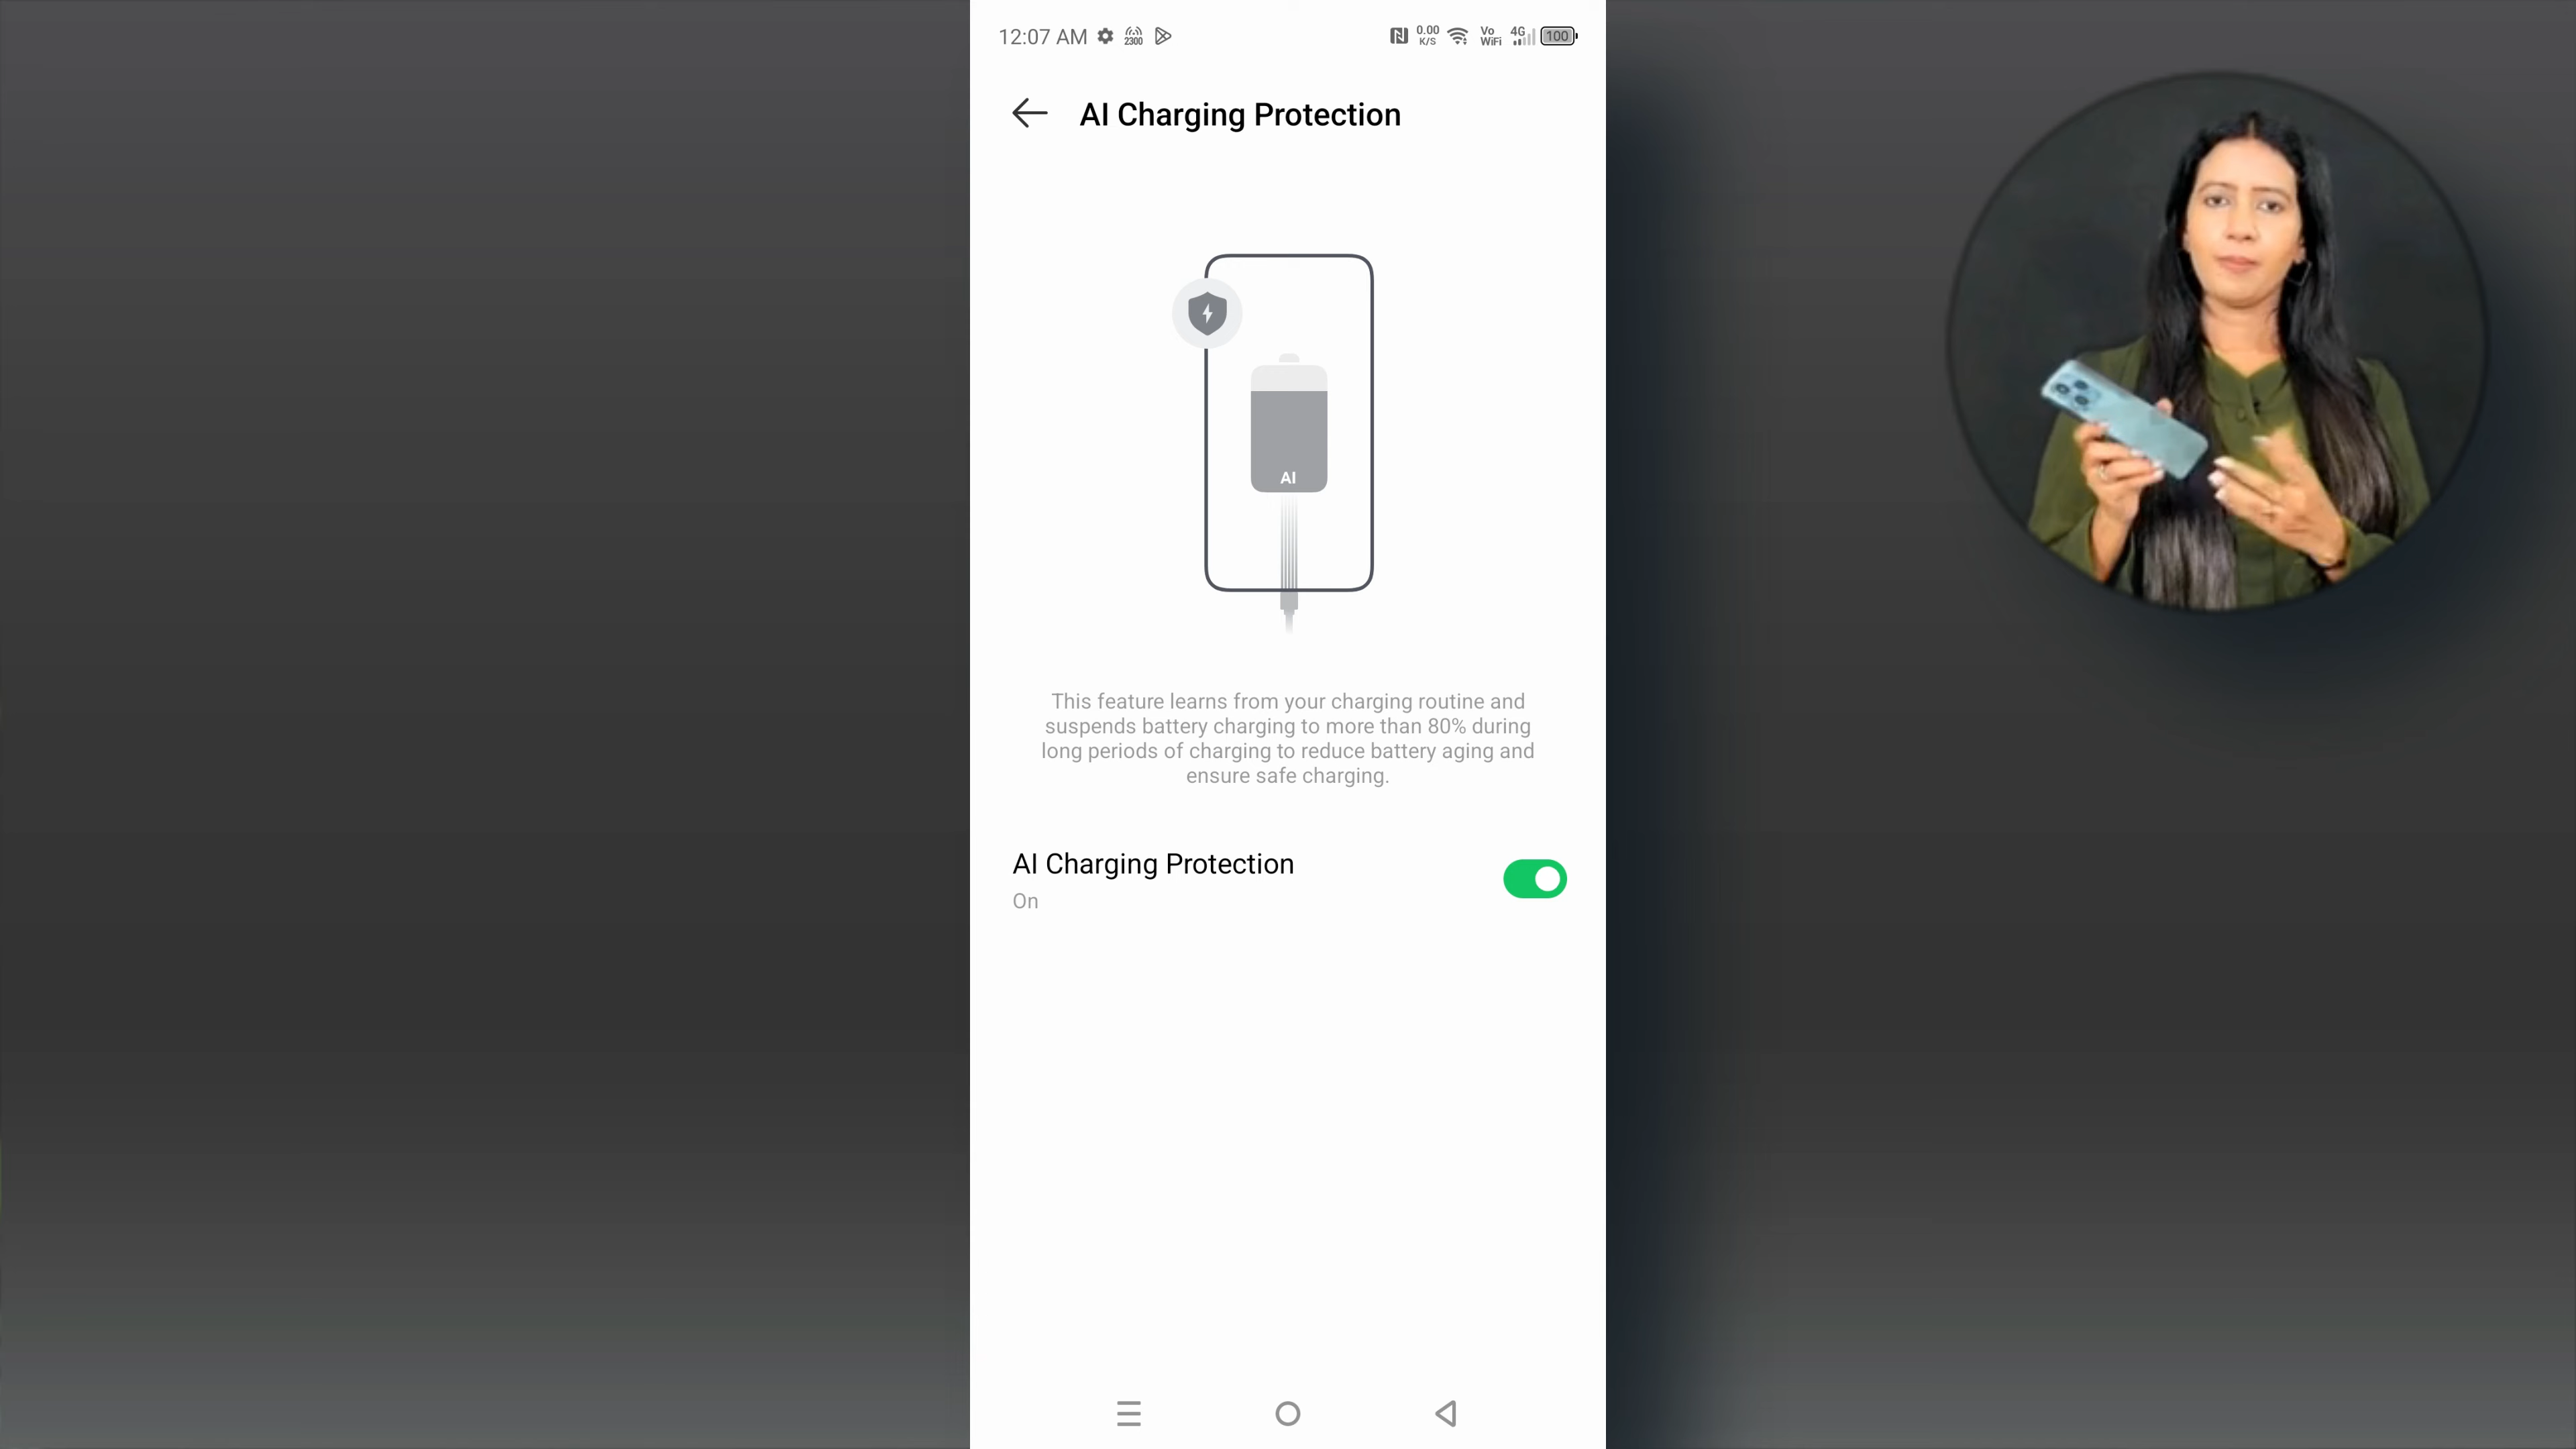 12:07 AM 2300 0.00 K/S Vo WiFi 4G 100
AI Charging Protection
AI
This feature learns from your charging routine and
suspends battery charging to more than 80% during
long periods of charging to reduce battery aging and
ensure safe charging.
AI Charging Protection
On